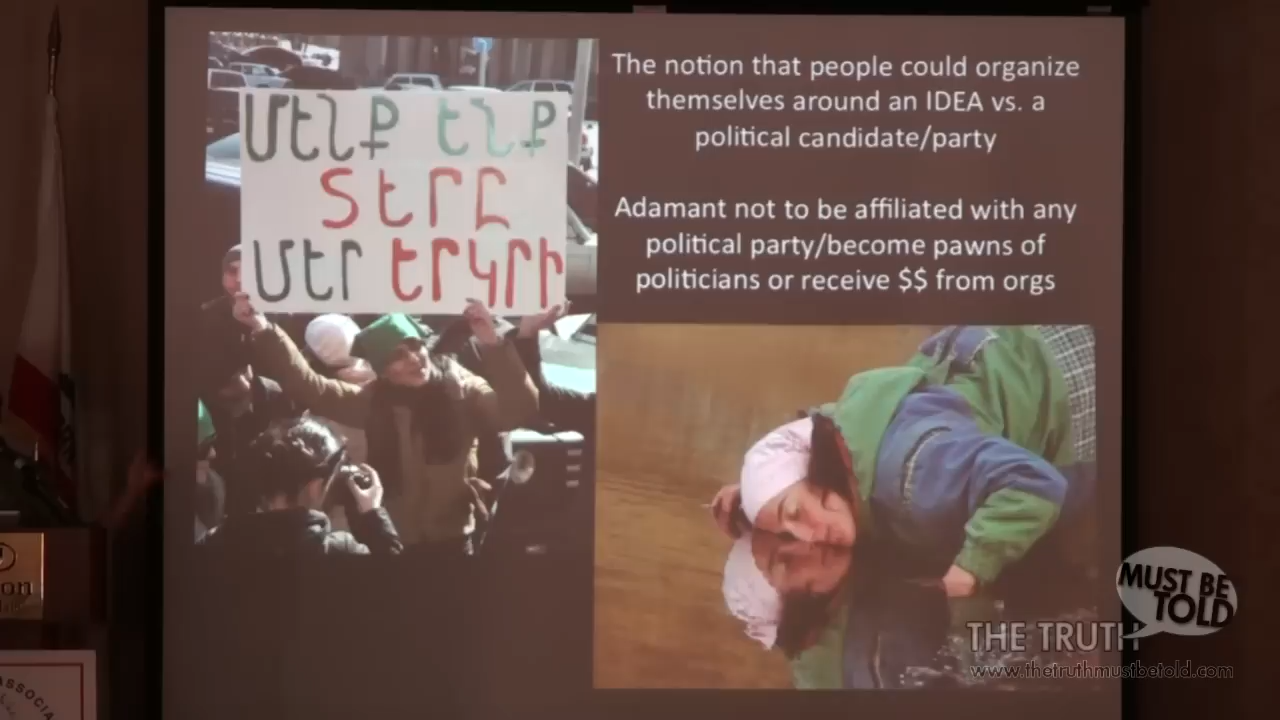 ՄԵՆՔ ԵՆՔ
ՏԵՐԸ
ՄԵՐ ԵՐԿՐԻ
The notion that people could organize
themselves around an IDEA vs. a
political candidate/party
Adamant not to be affiliated with any
political party/become pawns of
politicians or receive $$ from orgs
THE TRUTH
MUST BE
TOLD
www.thetruthmustbetold.com